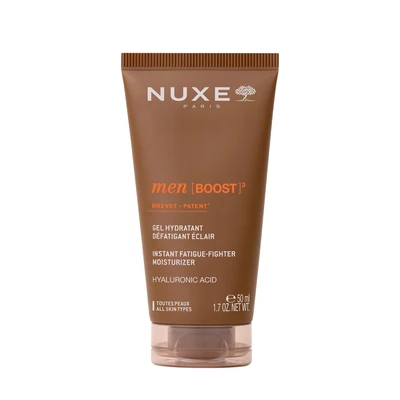 NUXE
PARIS
men [BOOST]³
BREVET - PATENT*
GEL HYDRATANT
DÉFATIGANT ÉCLAIR
INSTANT FATIGUE-FIGHTER
MOISTURIZER
HYALURONIC ACID
TOUTES PEAUX
ALL SKIN TYPES
℮ 50 ml
1.7 OZ. NET WT.